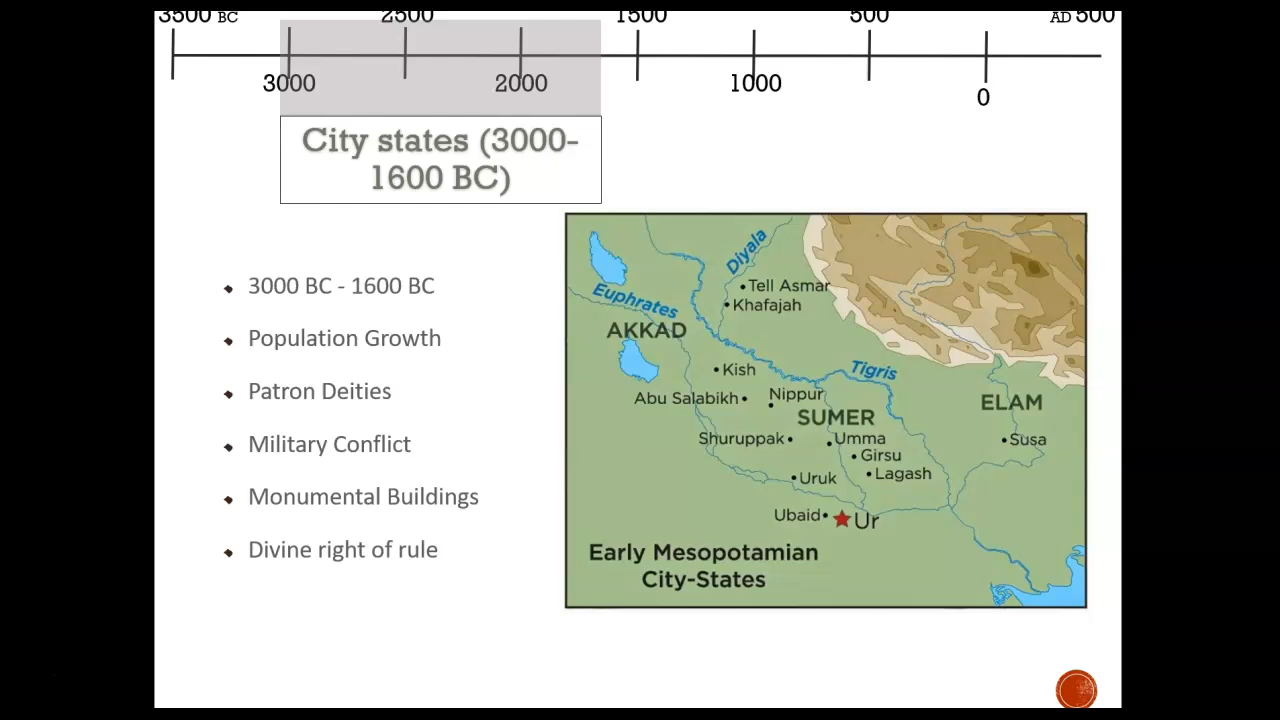 3500 BC 2500 1500 500 AD 500
3000 2000 1000 0
City states (3000-
1600 BC)
3000 BC - 1600 BC
Population Growth
Patron Deities
Military Conflict
Monumental Buildings
Divine right of rule
Diyala
Tell Asmar
Euphrates
Khafajah
AKKAD
Kish
Tigris
Abu Salabikh
Nippur
ELAM
SUMER
Shuruppak
Umma
Susa
Girsu
Lagash
Uruk
Ubaid
Ur
Early Mesopotamian
City-States